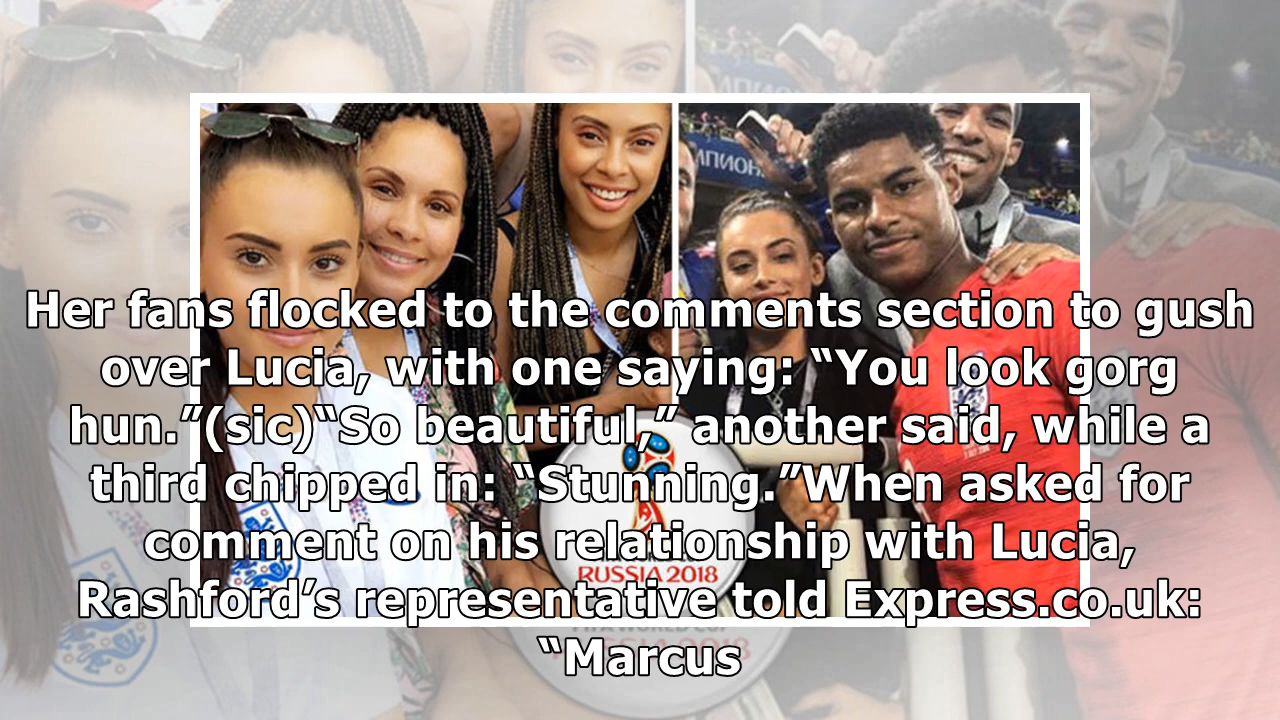 Her fans flocked to the comments section to gush
over Lucia, with one saying: “You look gorg
hun.”(sic)“So beautiful,” another said, while a
third chipped in: “Stunning.”When asked for
comment on his relationship with Lucia,
Rashford’s representative told Express.co.uk:
“Marcus
RUSSIA 2018